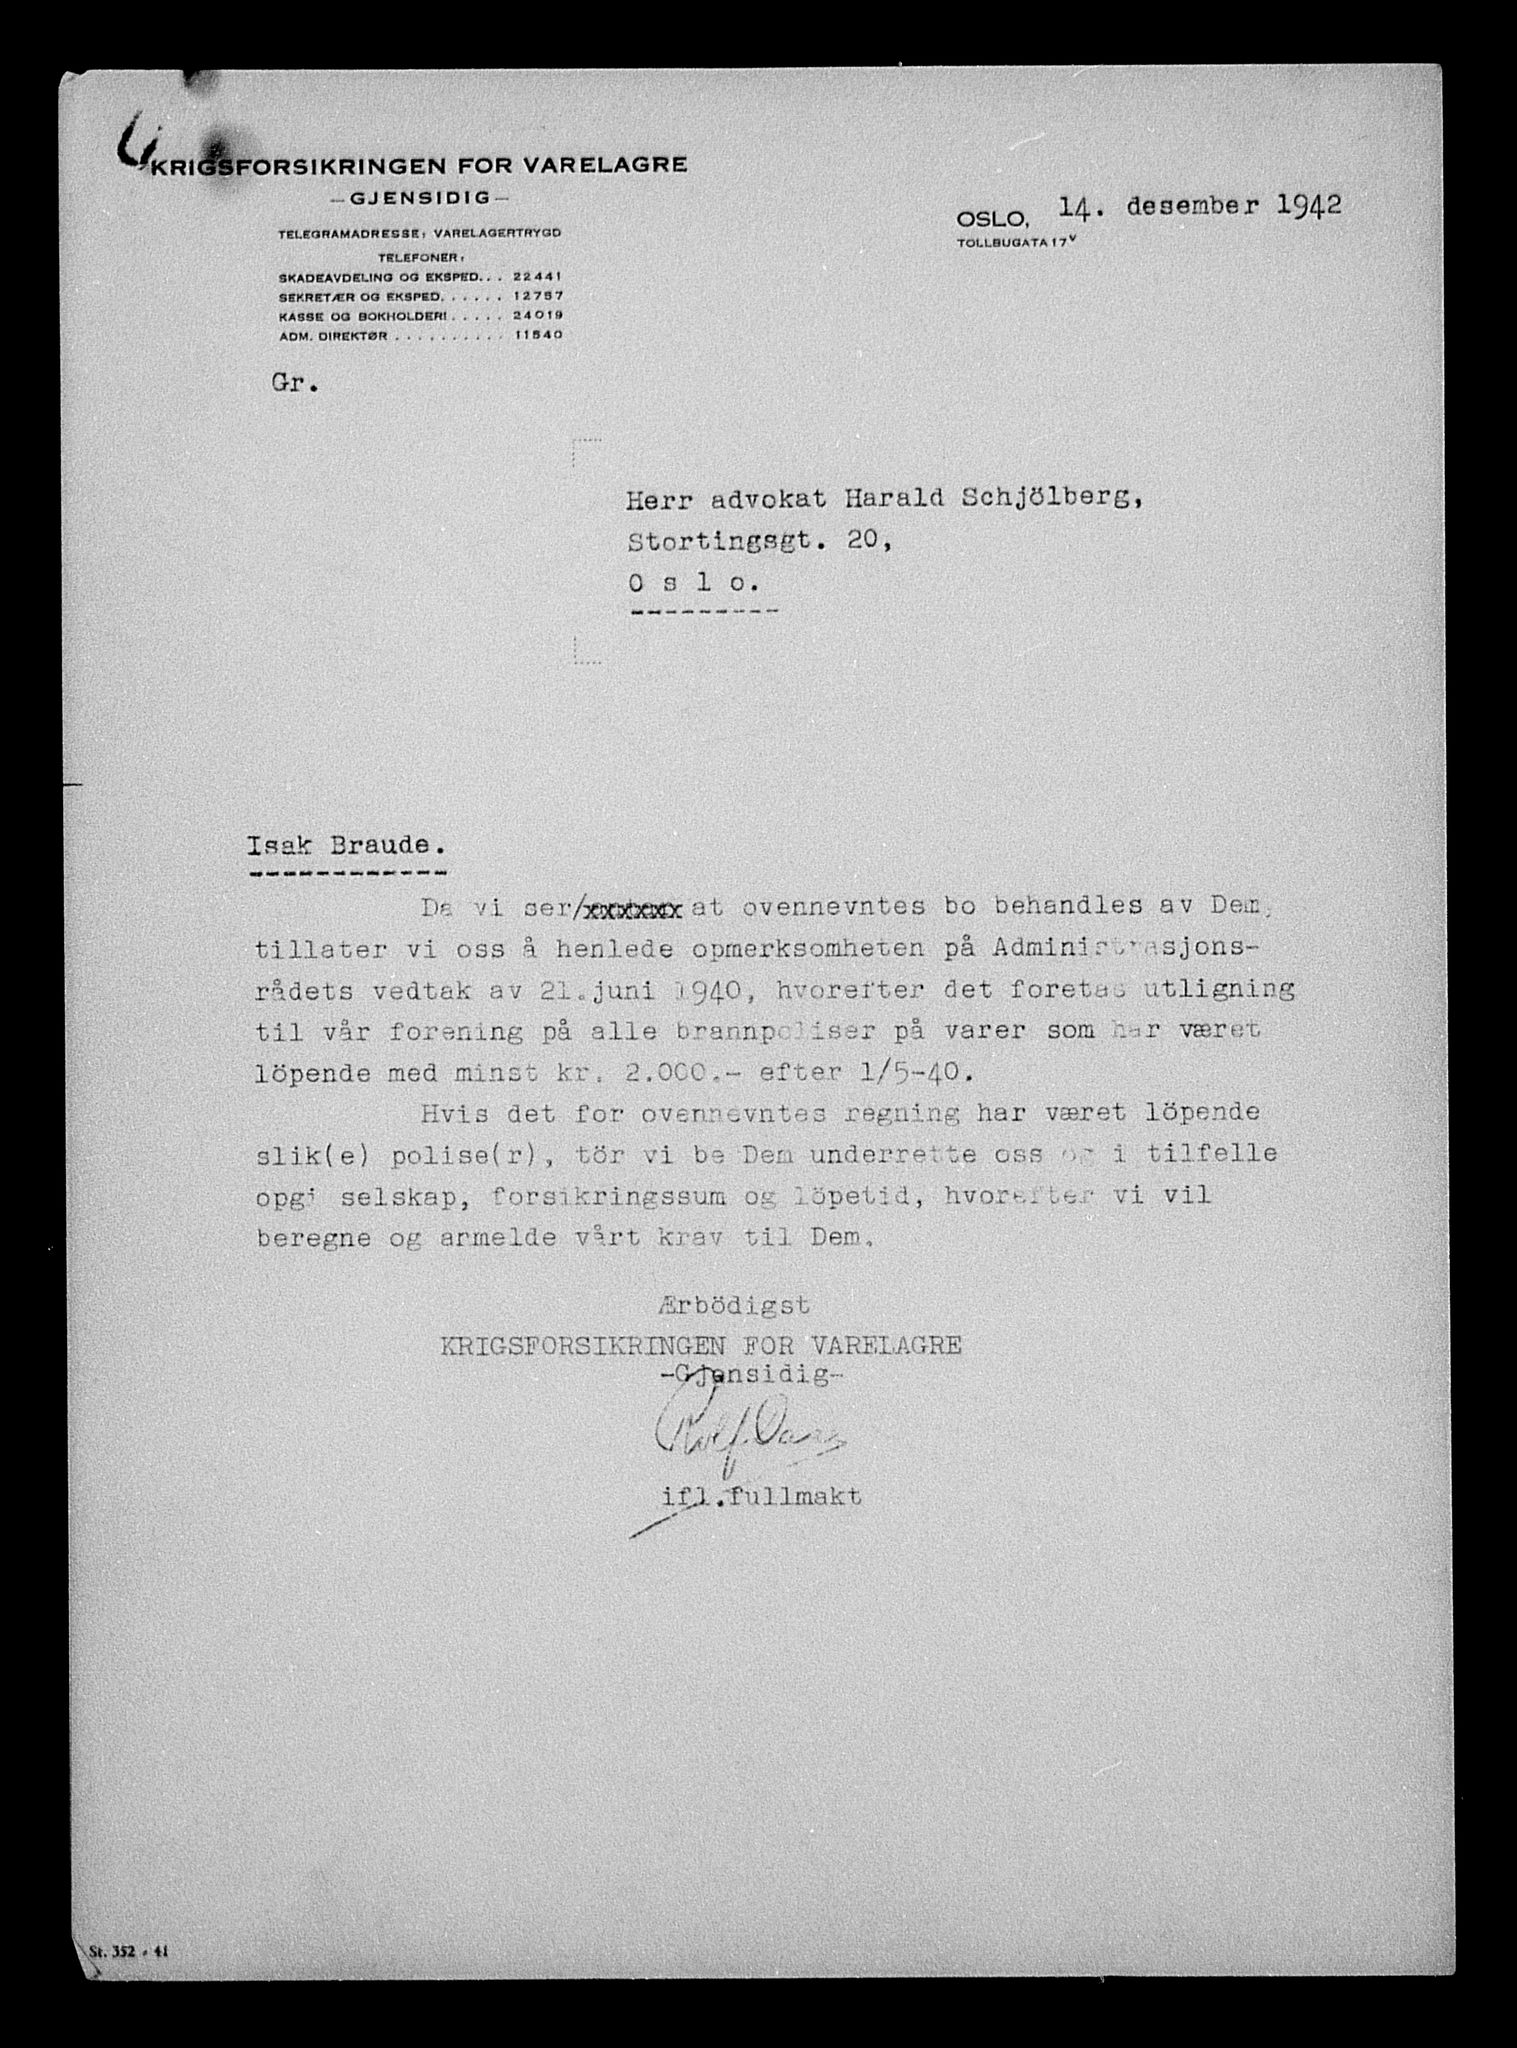 KRIGSFORSIKRINGEN FOR VARELAGRE
— GJENSIDIG —
TELEGRAMADRESSE: VARELAGERTRYGD
TELEFONER:
SKADEAVDELING OG EKSPED. . . 22441
SEKRETÆR OG EKSPED. . . . . . 12757
KASSE OG BOKHOLDERI . . . . . 24019
ADM. DIREKTØR . . . . . . . . . . 11540
OSLO, 14. desember 1942
TOLLBUGATA 17 V
Gr.
Herr advokat Harald Schjölberg,
Stortingsgt. 20,
O s l o.
Isak Braude.
Da vi ser/xxxxxxx at ovennevntes bo behandles av Dem,
tillater vi oss å henlede opmerksomheten på Administrasjons-
rådets vedtak av 21.juni 1940, hvorefter det foretas utligning
til vår forening på alle brannpoliser på varer som har været
löpende med minst kr. 2.000.- efter 1/5-40.
Hvis det for ovennevntes regning har været löpende
slik(e) polise(r), tör vi be Dem underrette oss og i tilfelle
opgi selskap, forsikringssum og löpetid, hvorefter vi vil
beregne og anmelde vårt krav til Dem.
Ærbödigst
KRIGSFORSIKRINGEN FOR VARELAGRE
-Gjensidig-
ifl.fullmakt
St. 352 - 41